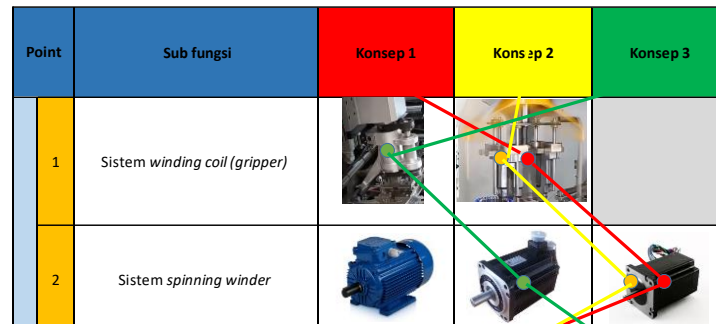 Point Sub fungsi Konsep 1 Konsep 2 Konsep 3
1 Sistem winding coil (gripper)
2 Sistem spinning winder